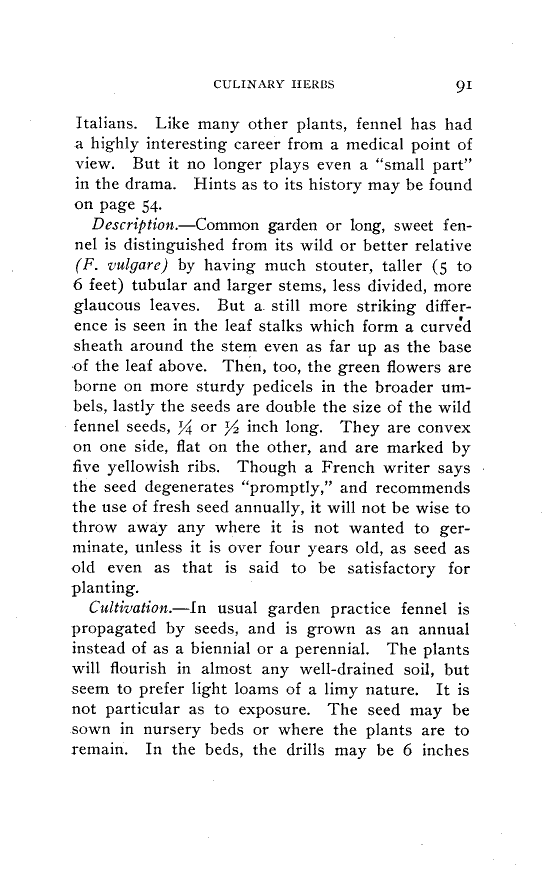 CULINARY HERBS 91
Italians. Like many other plants, fennel has had
a highly interesting career from a medical point of
view. But it no longer plays even a “small part”
in the drama. Hints as to its history may be found
on page 54.
Description.—Common garden or long, sweet fen-
nel is distinguished from its wild or better relative
(F. vulgare) by having much stouter, taller (5 to
6 feet) tubular and larger stems, less divided, more
glaucous leaves. But a still more striking differ-
ence is seen in the leaf stalks which form a curved
sheath around the stem even as far up as the base
of the leaf above. Then, too, the green flowers are
borne on more sturdy pedicels in the broader um-
bels, lastly the seeds are double the size of the wild
fennel seeds, ¼ or ½ inch long. They are convex
on one side, flat on the other, and are marked by
five yellowish ribs. Though a French writer says
the seed degenerates “promptly,” and recommends
the use of fresh seed annually, it will not be wise to
throw away any where it is not wanted to ger-
minate, unless it is over four years old, as seed as
old even as that is said to be satisfactory for
planting.
Cultivation.—In usual garden practice fennel is
propagated by seeds, and is grown as an annual
instead of as a biennial or a perennial. The plants
will flourish in almost any well-drained soil, but
seem to prefer light loams of a limy nature. It is
not particular as to exposure. The seed may be
sown in nursery beds or where the plants are to
remain. In the beds, the drills may be 6 inches